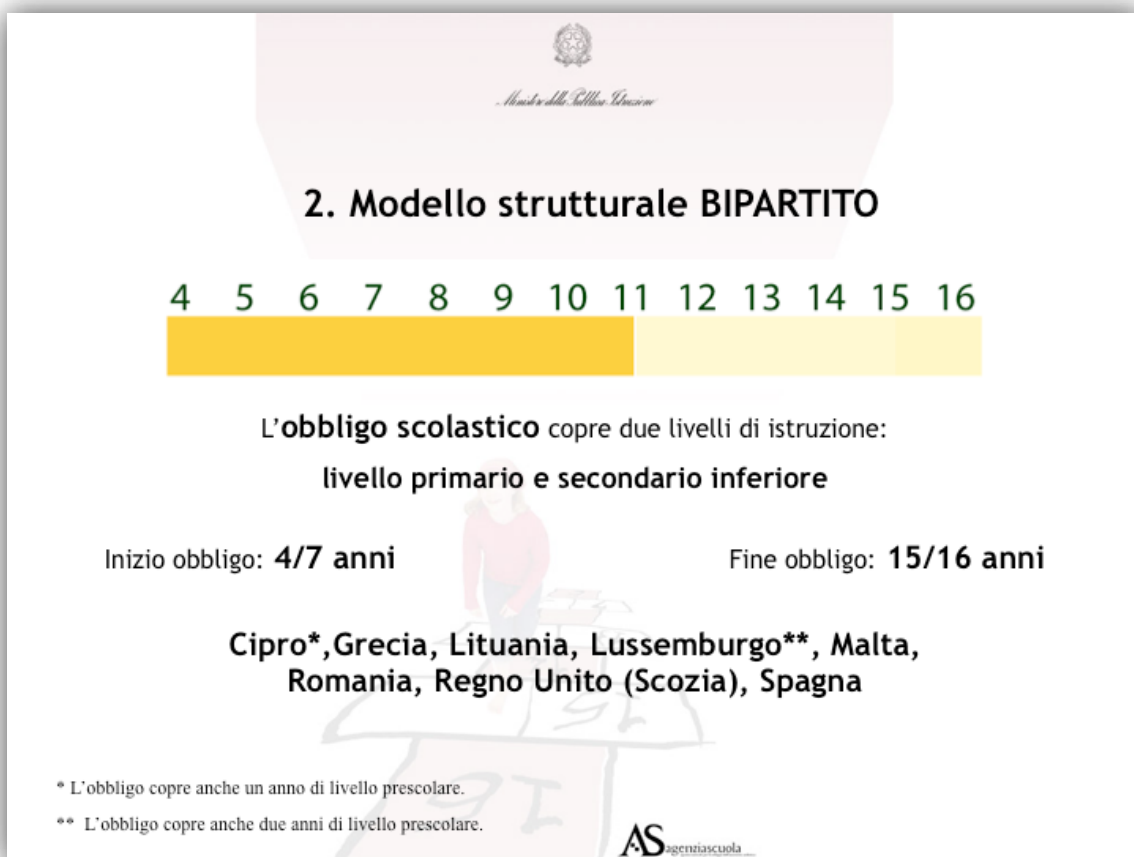 Ministero della Pubblica Istruzione
2. Modello strutturale BIPARTITO
4 5 6 7 8 9 10 11 12 13 14 15 16
L'obbligo scolastico copre due livelli di istruzione:
livello primario e secondario inferiore
Inizio obbligo: 4/7 anni Fine obbligo: 15/16 anni
Cipro*,Grecia, Lituania, Lussemburgo**, Malta,
Romania, Regno Unito (Scozia), Spagna
15
16
* L'obbligo copre anche un anno di livello prescolare.
** L'obbligo copre anche due anni di livello prescolare.
AS agenziascuola